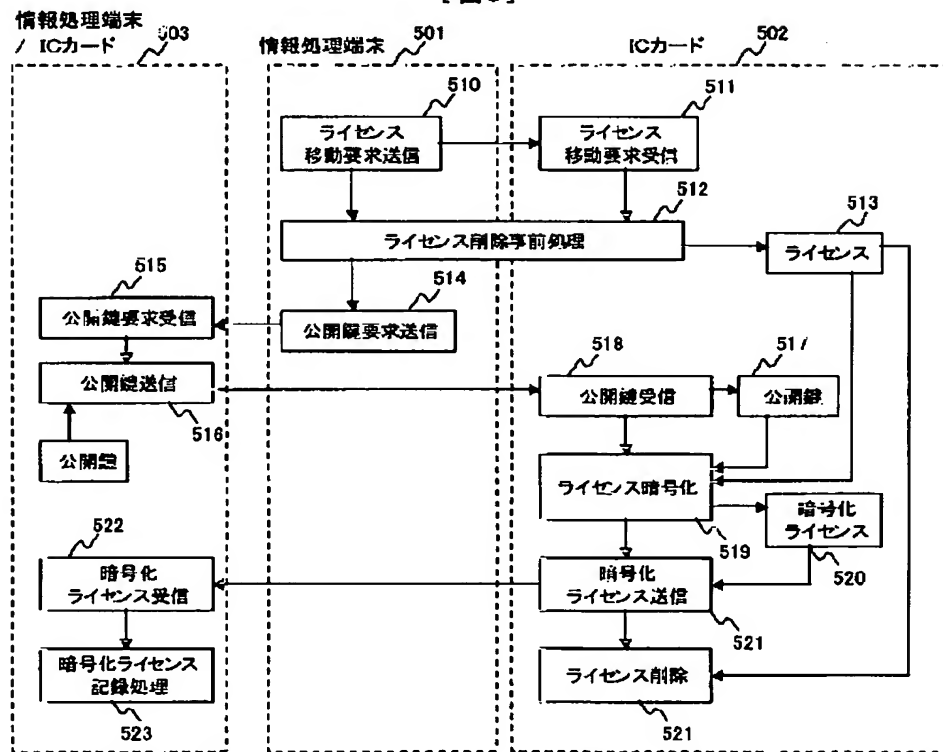 情報処理端末
/ ICカード
503
情報処理端末
501
ICカード
502
510
ライセンス
移動要求送信
511
ライセンス
移動要求受信
512
ライセンス削除事前処理
513
ライセンス
515
公開鍵要求受信
514
公開鍵要求送信
公開鍵送信
516
518
公開鍵受信
517
公開鍵
公開鍵
ライセンス暗号化
519
暗号化
ライセンス
520
522
暗号化
ライセンス受信
暗号化
ライセンス送信
521
暗号化ライセンス
記録処理
523
ライセンス削除
521